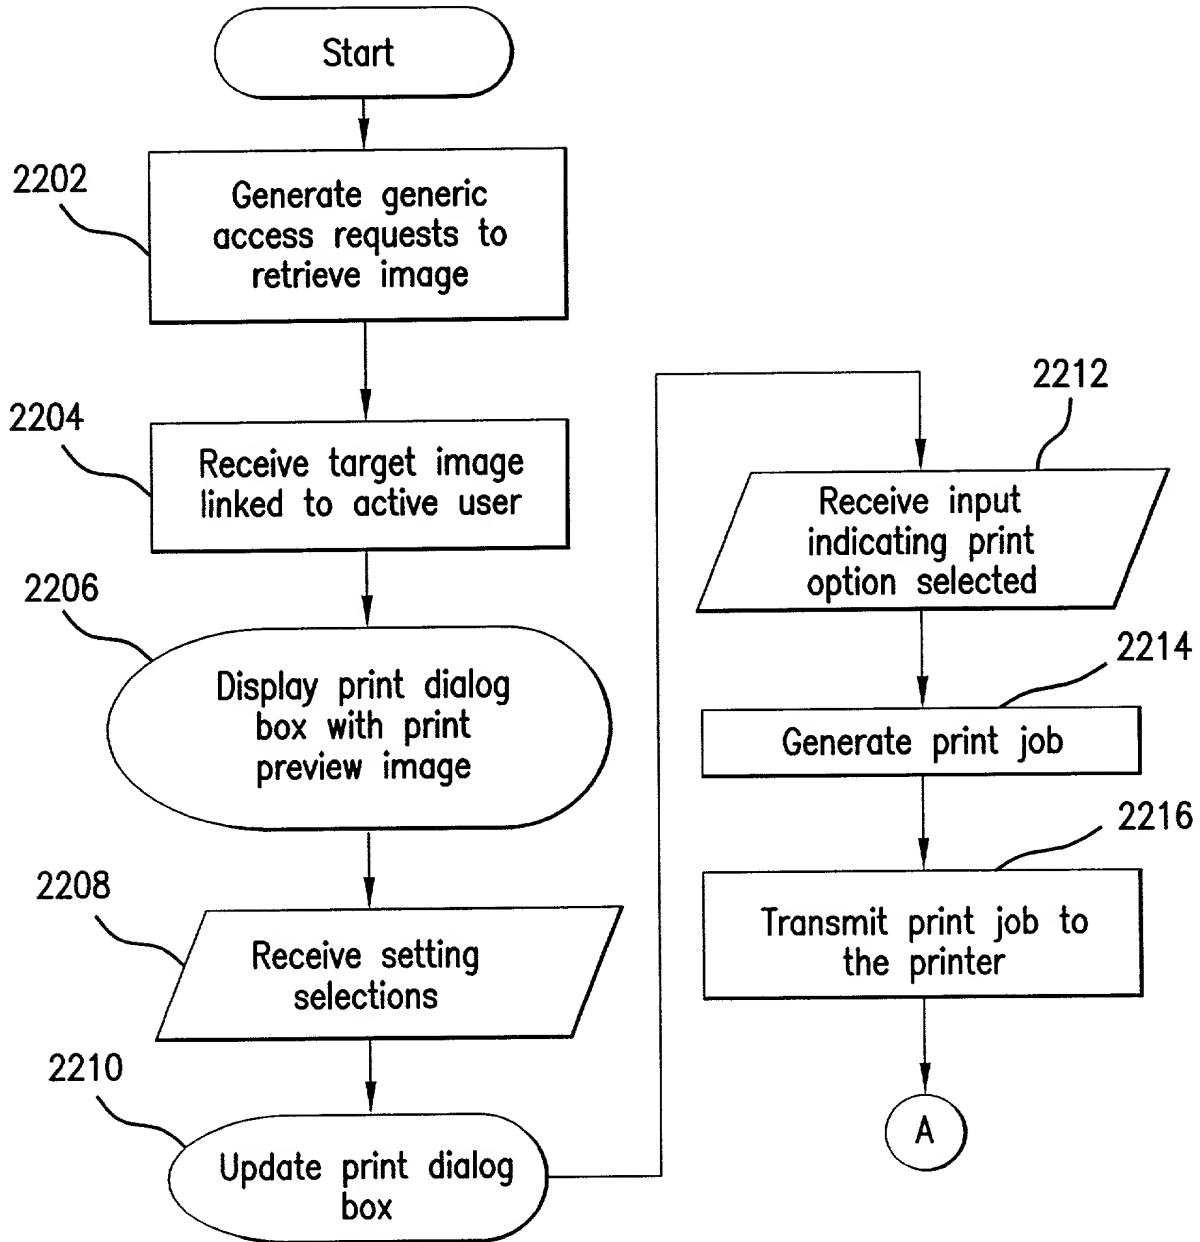 Start
2202
Generate generic
access requests to
retrieve image
2204
Receive target image
linked to active user
2206
Display print dialog
box with print
preview image
2208
Receive setting
selections
2210
Update print dialog
box
2212
Receive input
indicating print
option selected
2214
Generate print job
2216
Transmit print job to
the printer
A